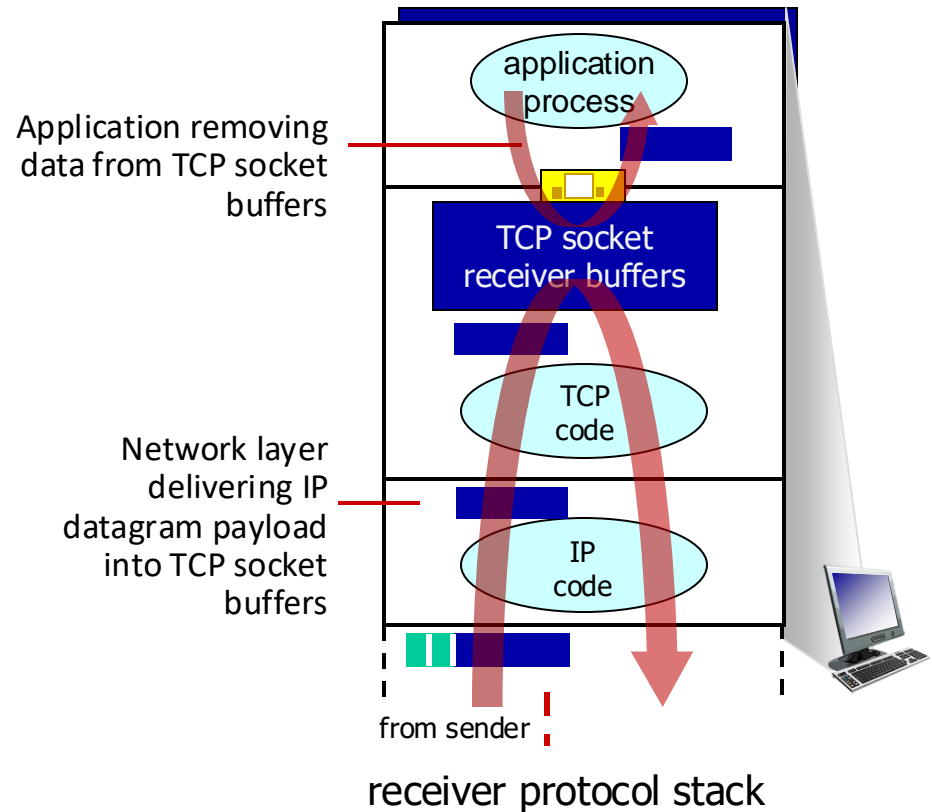 application
process
Application removing
data from TCP socket
buffers
TCP socket
receiver buffers
TCP
code
Network layer
delivering IP
datagram payload
into TCP socket
buffers
IP
code
from sender
receiver protocol stack